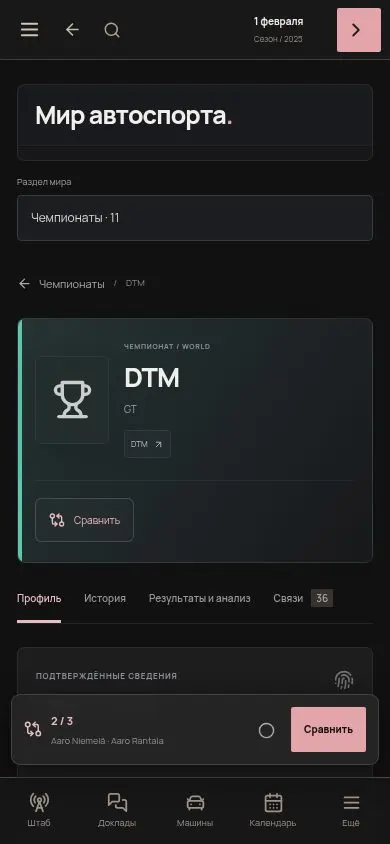 1 февраля
Сезон / 2025
Мир автоспорта.
Раздел мира
Чемпионаты · 11
Чемпионаты / DTM
ЧЕМПИОНАТ / WORLD
DTM
GT
DTM
Сравнить
Профиль История Результаты и анализ Связи 36
ПОДТВЕРЖДЁННЫЕ СВЕДЕНИЯ
2 / 3
Aaro Niemelä · Aaro Rantala
Сравнить
Штаб Доклады Машины Календарь Ещё